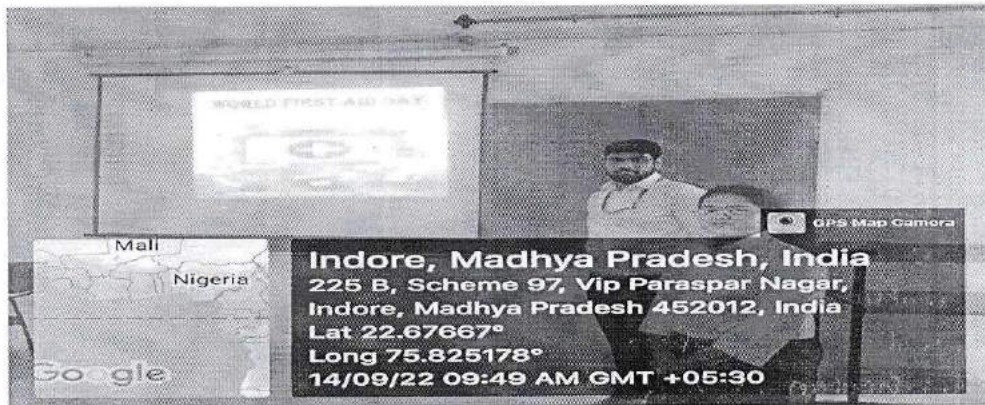 WORLD FIRST AID DAY
GPS Map Camera
Mali
Nigeria
Google
Indore, Madhya Pradesh, India
225 B, Scheme 97, Vip Paraspar Nagar,
Indore, Madhya Pradesh 452012, India
Lat 22.67667°
Long 75.825178°
14/09/22 09:49 AM GMT +05:30